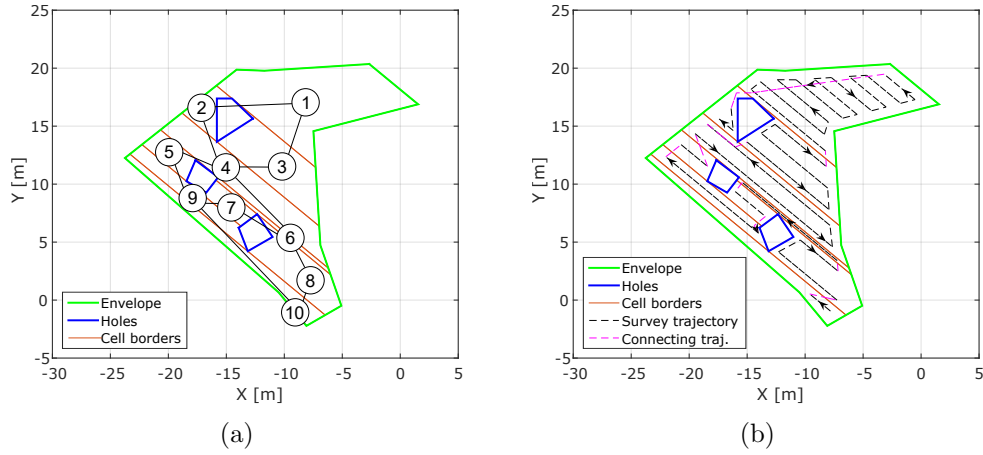 25
20
15
10
5
0
-5
Y [m]
1
2
3
4
5
6
7
8
9
10
Envelope
Holes
Cell borders
-30 -25 -20 -15 -10 -5 0 5
X [m]
(a)
25
20
15
10
5
0
-5
Y [m]
Envelope
Holes
Cell borders
Survey trajectory
Connecting traj.
-30 -25 -20 -15 -10 -5 0 5
X [m]
(b)